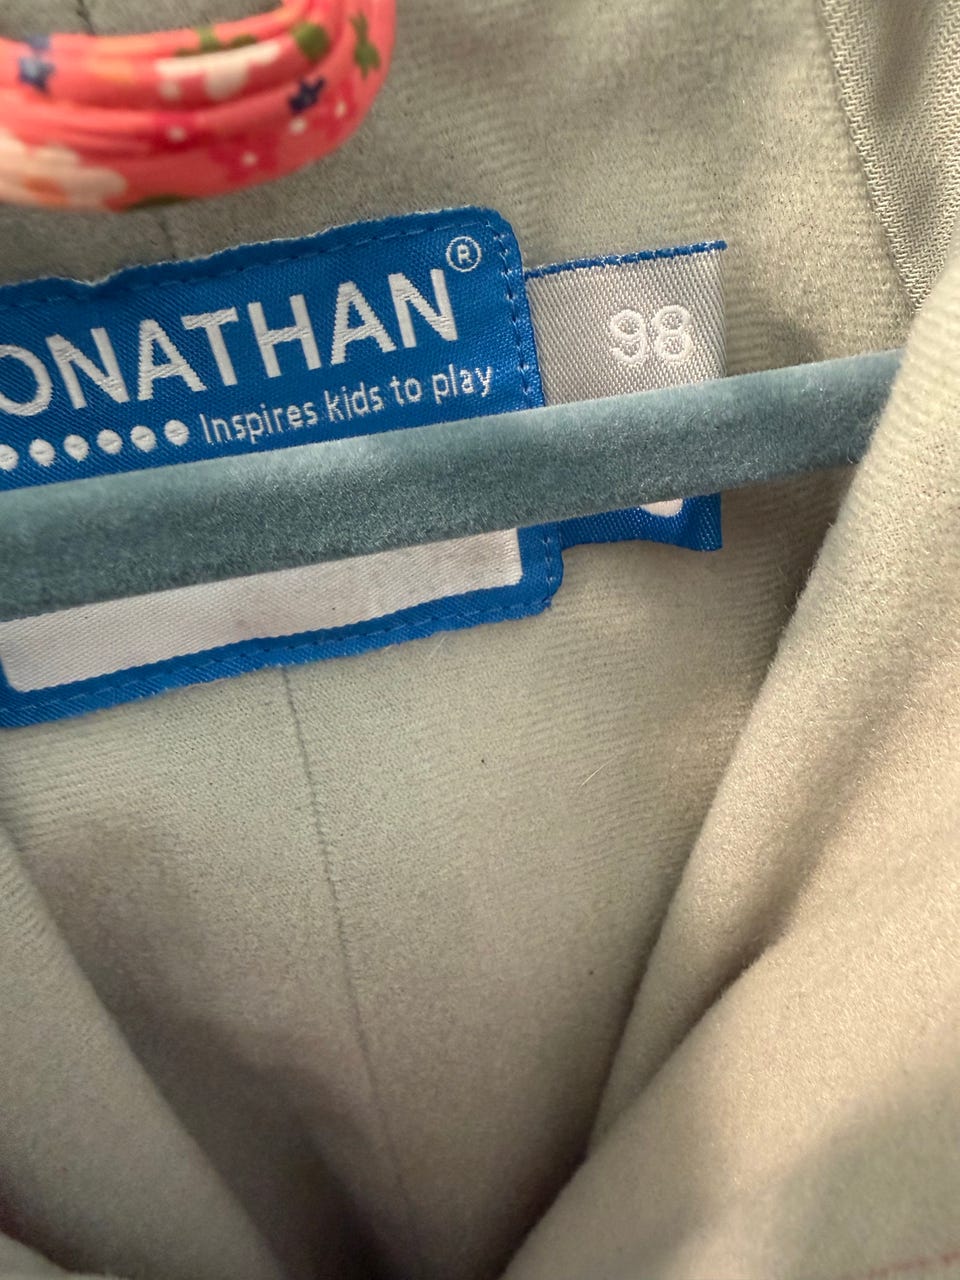 ONATHAN®
Inspires kids to play
98